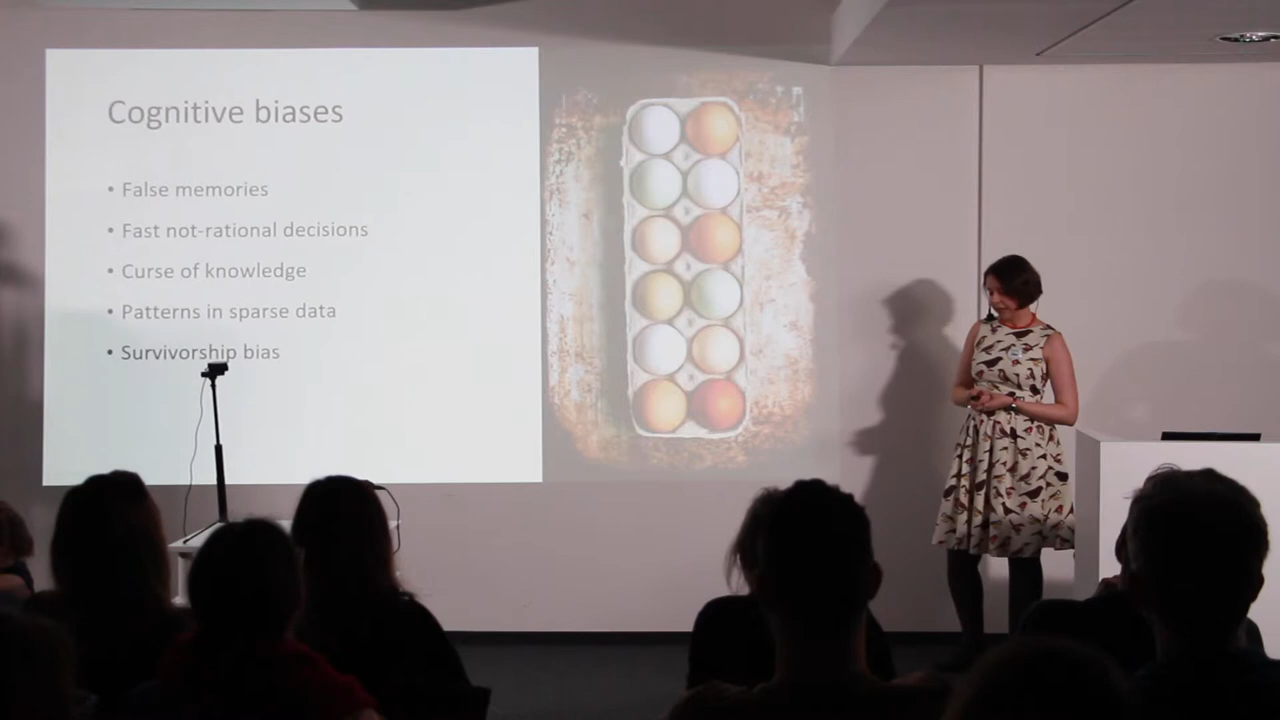 Cognitive biases
• False memories
• Fast not-rational decisions
• Curse of knowledge
• Patterns in sparse data
• Survivorship bias